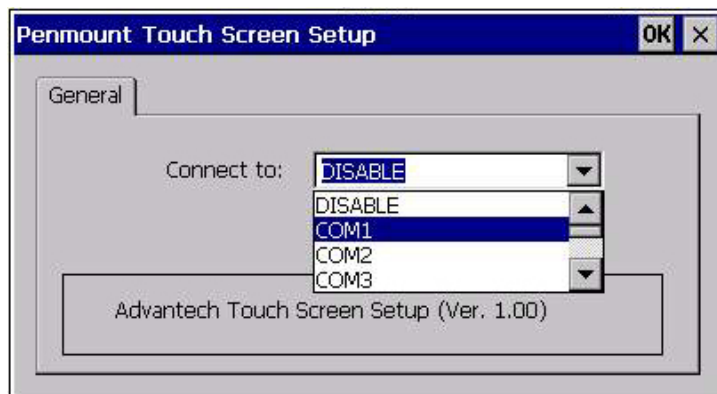 Penmount Touch Screen Setup OK ×
General
Connect to: DISABLE
DISABLE
COM1
COM2
COM3
Advantech Touch Screen Setup (Ver. 1.00)